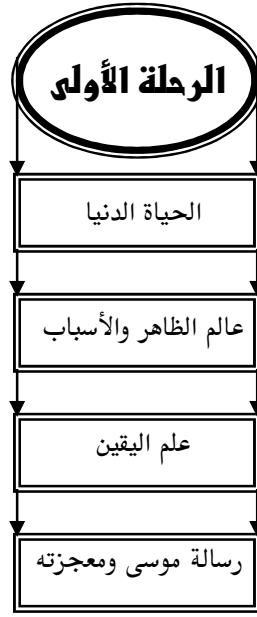 الرحلة الأولى
الحياة الدنيا
عالم الظاهر والأسباب
علم اليقين
رسالة موسى ومعجزته